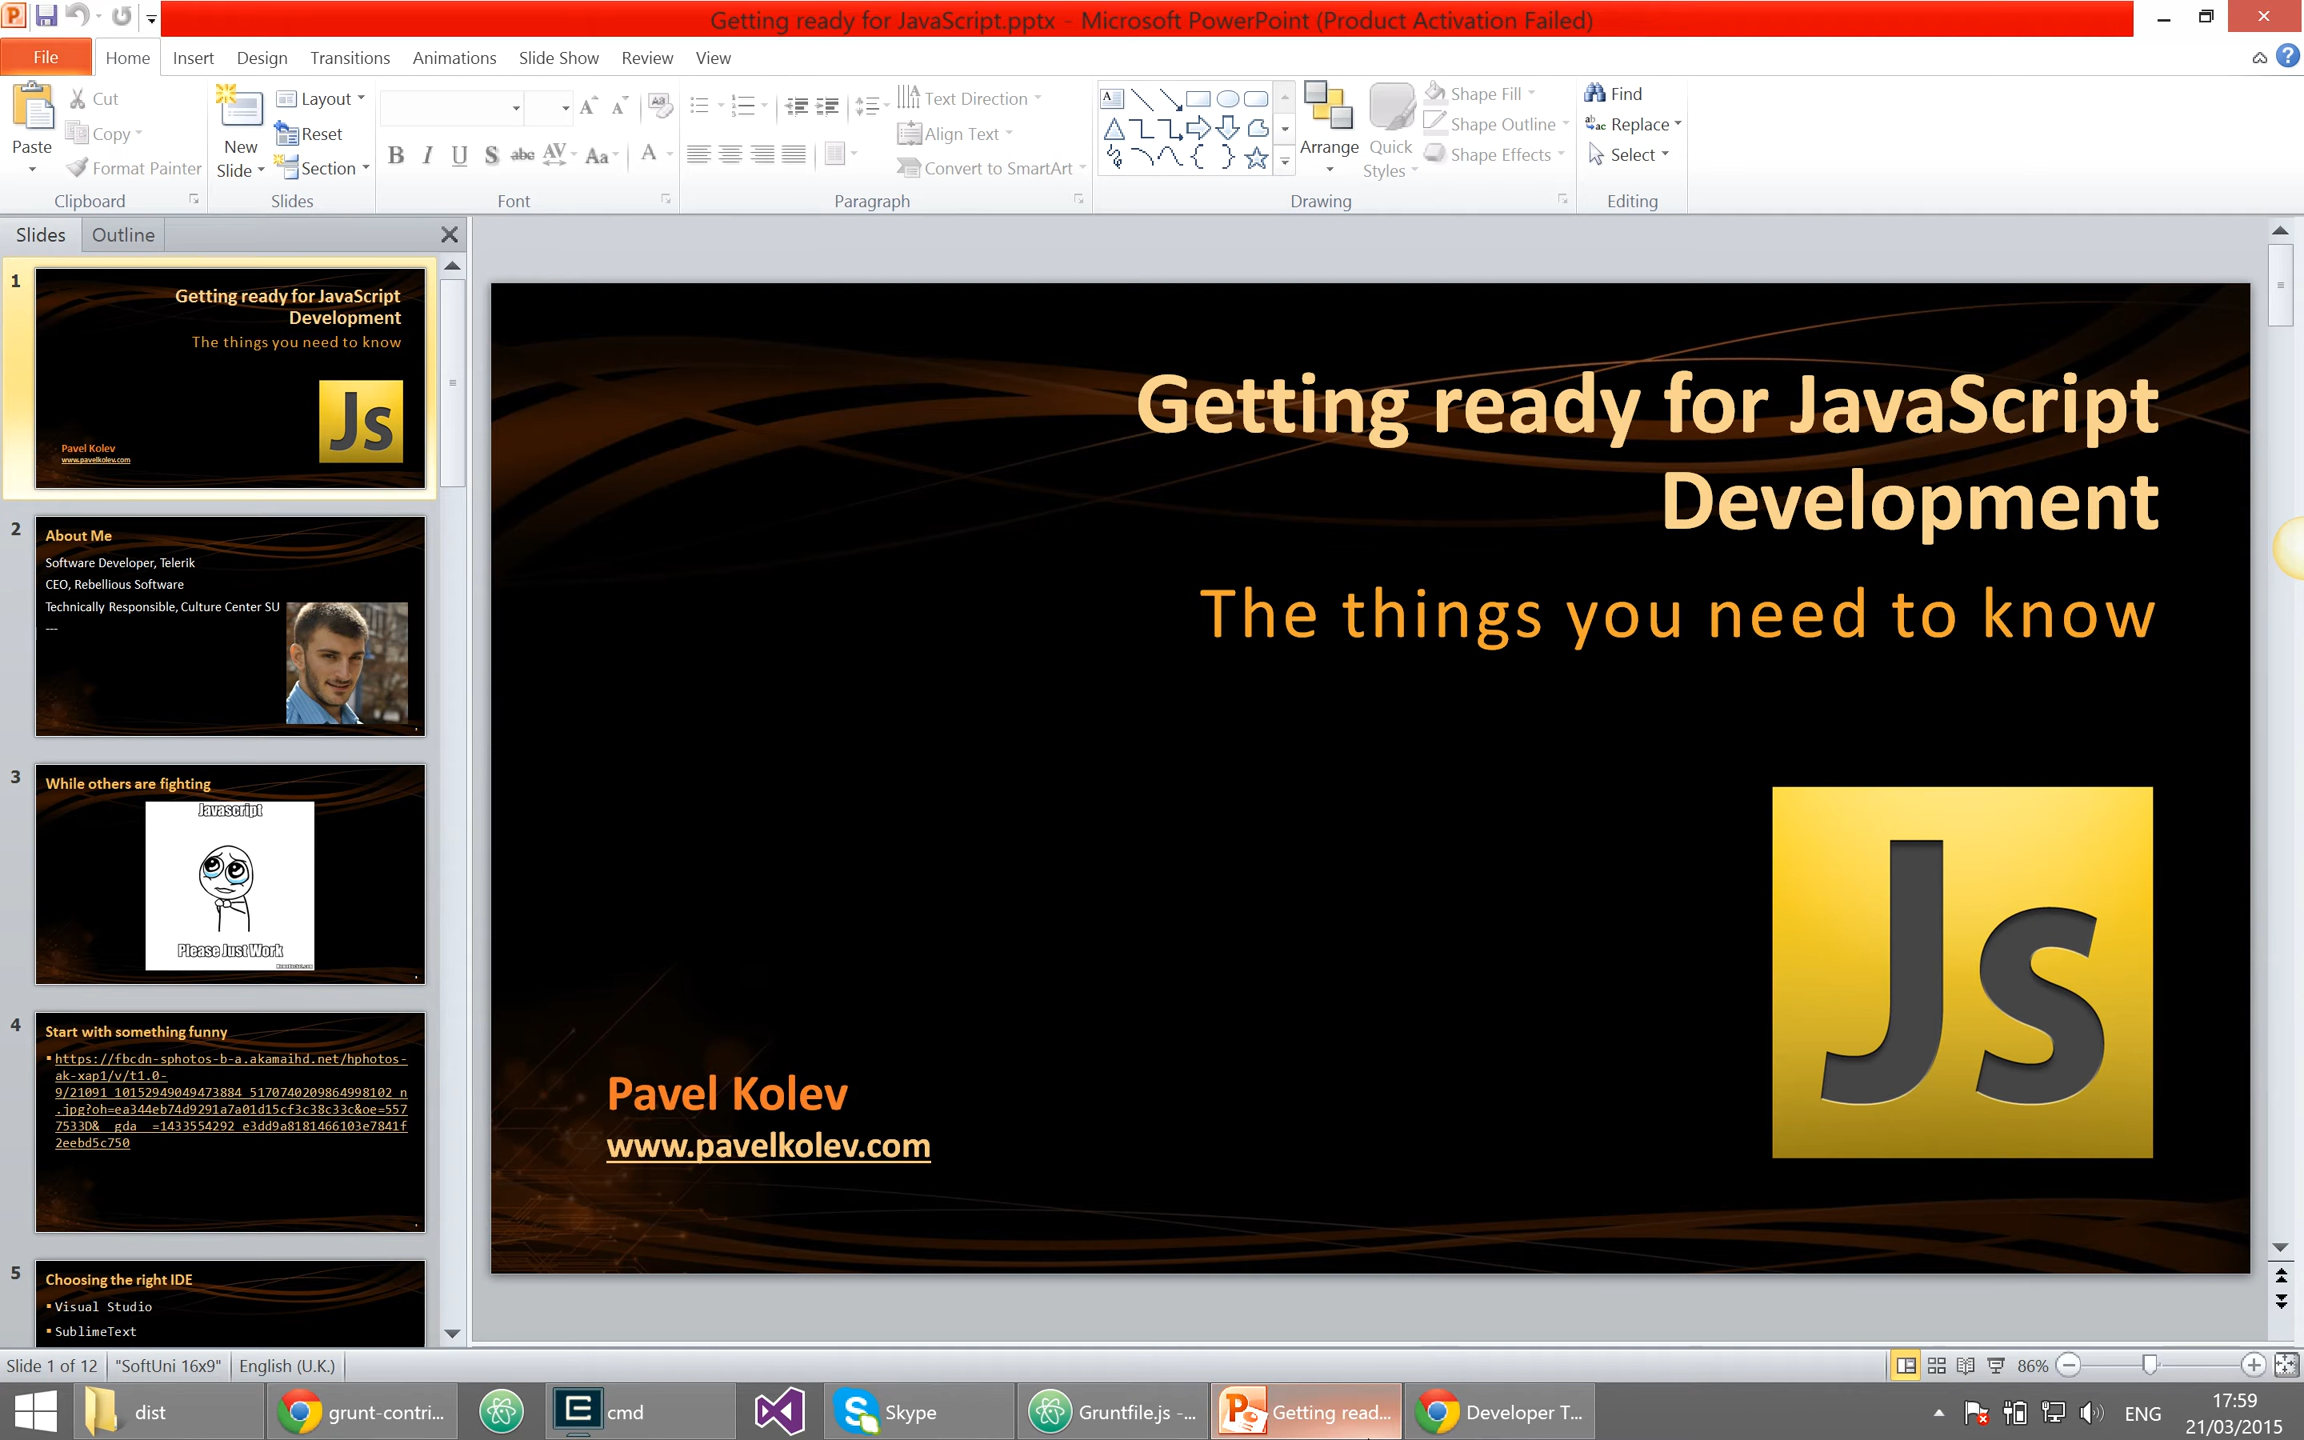 Getting ready for JavaScript.pptx - Microsoft PowerPoint (Product Activation Failed)
File Home Insert Design Transitions Animations Slide Show Review View
Paste
Cut
Copy
Format Painter
Clipboard
New
Slide
Layout
Reset
Section
Slides
Font
Text Direction
Align Text
Convert to SmartArt
Paragraph
Arrange
Quick
Styles
Shape Fill
Shape Outline
Shape Effects
Drawing
Find
Replace
Select
Editing
Slides Outline
1
Getting ready for JavaScript
Development
The things you need to know
Js
Pavel Kolev
www.pavelkolev.com
2
About Me
Software Developer, Telerik
CEO, Rebellious Software
Technically Responsible, Culture Center SU
---
3
While others are fighting
Javascript
Please Just Work
4
Start with something funny
https://fbcdn-sphotos-b-a.akamaihd.net/hphotos-
ak-xap1/v/t1.0-
9/21091_10152949049473884_5170740209864998102_n
.jpg?oh=ea344eb74d9291a7a01d15cf3c38c33c&oe=557
7533D&__gda__=1433554292_e3dd9a8181466103e7841f
2eebd5c750
5
Choosing the right IDE
Visual Studio
SublimeText
Getting ready for JavaScript
Development
The things you need to know
Js
Pavel Kolev
www.pavelkolev.com
Slide 1 of 12 "SoftUni 16x9" English (U.K.) 86%
dist grunt-contri... cmd Skype Gruntfile.js -... Getting read... Developer T... ENG
17:59
21/03/2015